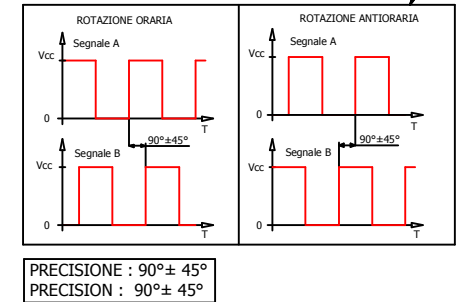 ROTAZIONE ORARIA
Segnale A
Vcc
0
T
90°±45°
Segnale B
Vcc
0
T
ROTAZIONE ANTIORARIA
Segnale A
Vcc
0
T
90°±45°
Segnale B
Vcc
0
T
PRECISIONE : 90°± 45°
PRECISION : 90°± 45°